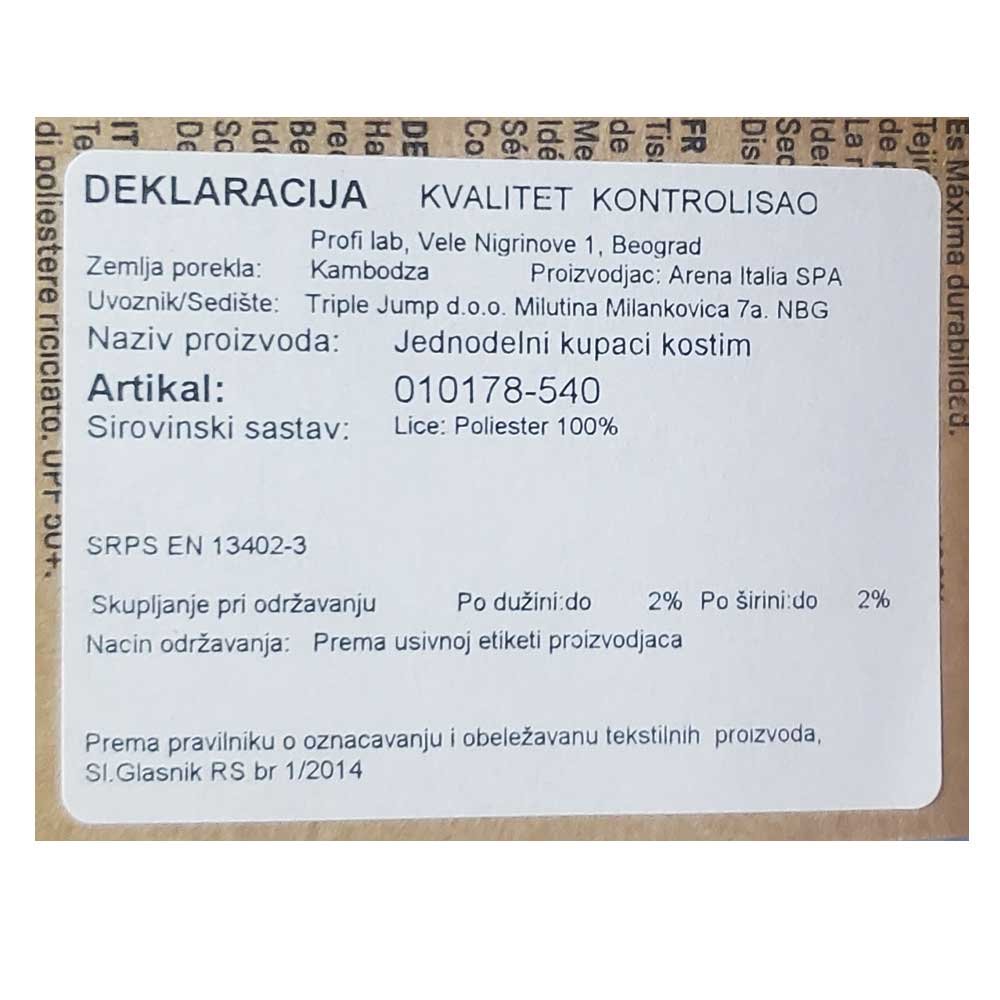 DEKLARACIJA KVALITET KONTROLISAO
Profi lab, Vele Nigrinove 1, Beograd
Zemlja porekla: Kambodza Proizvodjac: Arena Italia SPA
Uvoznik/Sedište: Triple Jump d.o.o. Milutina Milankovica 7a. NBG
Naziv proizvoda: Jednodelni kupaci kostim
Artikal: 010178-540
Sirovinski sastav: Lice: Poliester 100%
SRPS EN 13402-3
Skupljanje pri održavanju Po dužini:do 2% Po širini:do 2%
Nacin održavanja: Prema usivnoj etiketi proizvodjaca
Prema pravilniku o oznacavanju i obeležavanu tekstilnih proizvoda,
Sl.Glasnik RS br 1/2014
Es Máxima durabilidad.
FR
DE
IT
di poliestere riciclato. UPF 50+.